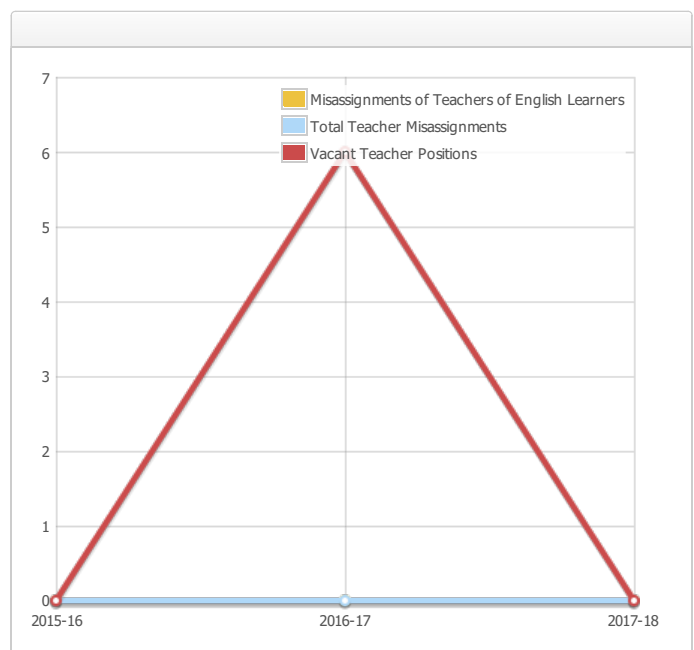 7
Misassignments of Teachers of English Learners
Total Teacher Misassignments
6
Vacant Teacher Positions
5
4
3
2
1
0
2015-16 2016-17 2017-18